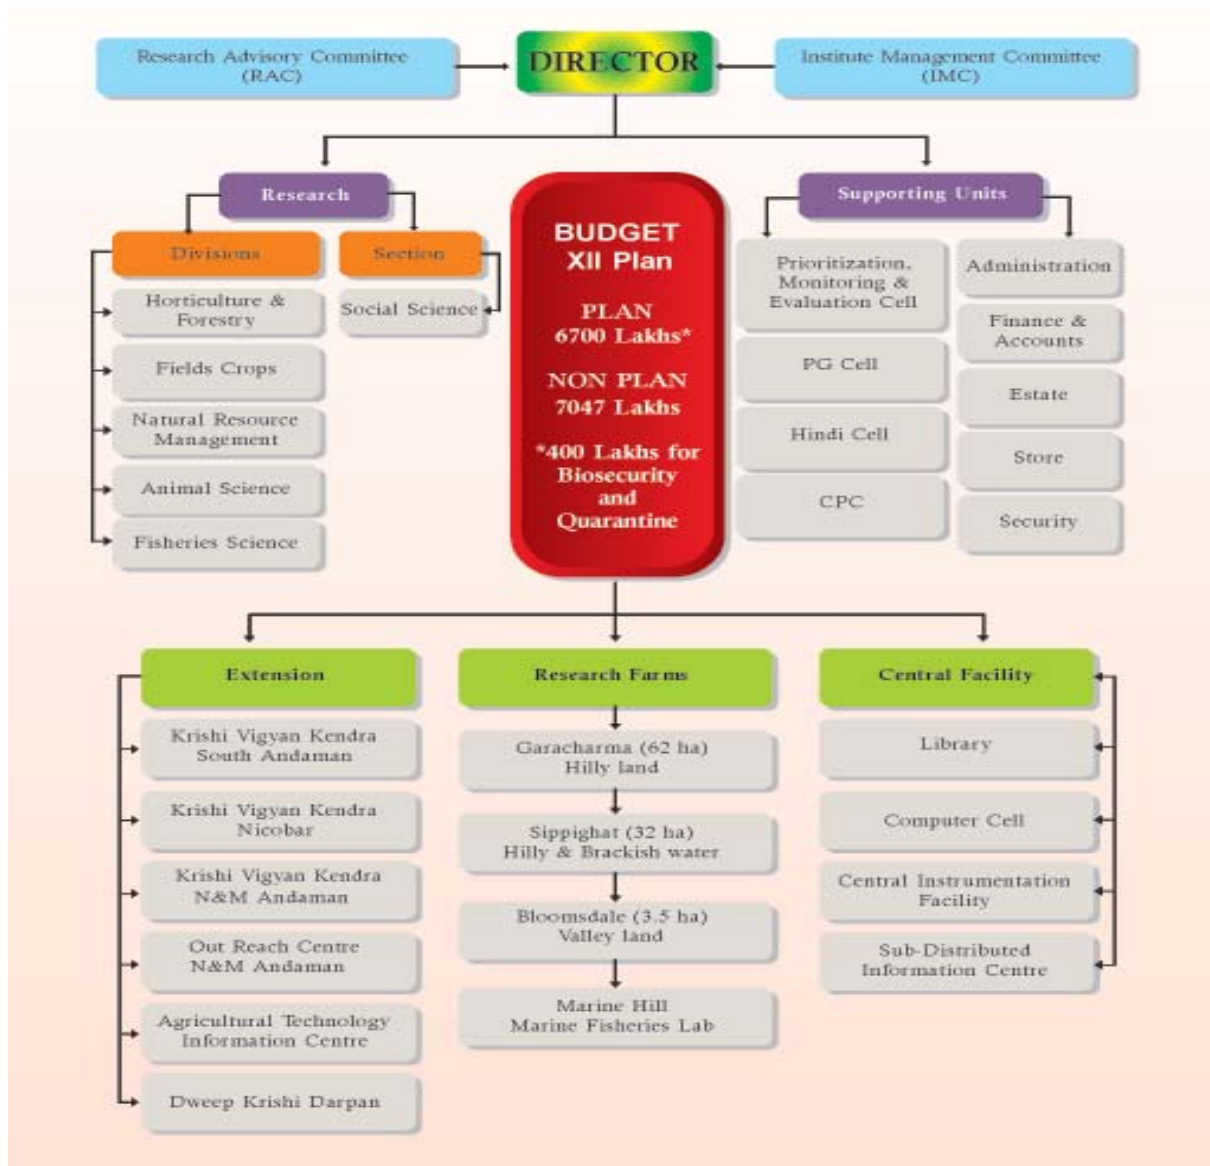 Research Advisory Committee
(RAC)
DIRECTOR
Institute Management Committee
(IMC)
Research
Supporting Units
Divisions
Horticulture &
Forestry
Fields Crops
Natural Resource
Management
Animal Science
Fisheries Science
Section
Social Science
BUDGET
XII Plan
PLAN
6700 Lakhs*
NON PLAN
7047 Lakhs
*400 Lakhs for
Biosecurity
and
Quarantine
Prioritization,
Monitoring &
Evaluation Cell
PG Cell
Hindi Cell
CPC
Administration
Finance &
Accounts
Estate
Store
Security
Extension
Krishi Vigyan Kendra
South Andaman
Krishi Vigyan Kendra
Nicobar
Krishi Vigyan Kendra
N&M Andaman
Out Reach Centre
N&M Andaman
Agricultural Technology
Information Centre
Dweep Krishi Darpan
Research Farms
Garacharma (62 ha)
Hilly land
Sippighat (32 ha)
Hilly & Brackish water
Bloomsdale (3.5 ha)
Valley land
Marine Hill
Marine Fisheries Lab
Central Facility
Library
Computer Cell
Central Instrumentation
Facility
Sub-Distributed
Information Centre